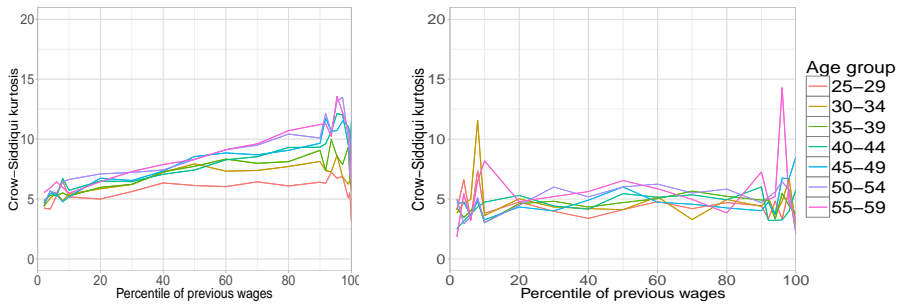 Crow−Siddiqui kurtosis
20
15
10
5
0
0 20 40 60 80 100
Percentile of previous wages
Crow−Siddiqui kurtosis
20
15
10
5
0
0 20 40 60 80 100
Percentile of previous wages
Age group
25−29
30−34
35−39
40−44
45−49
50−54
55−59